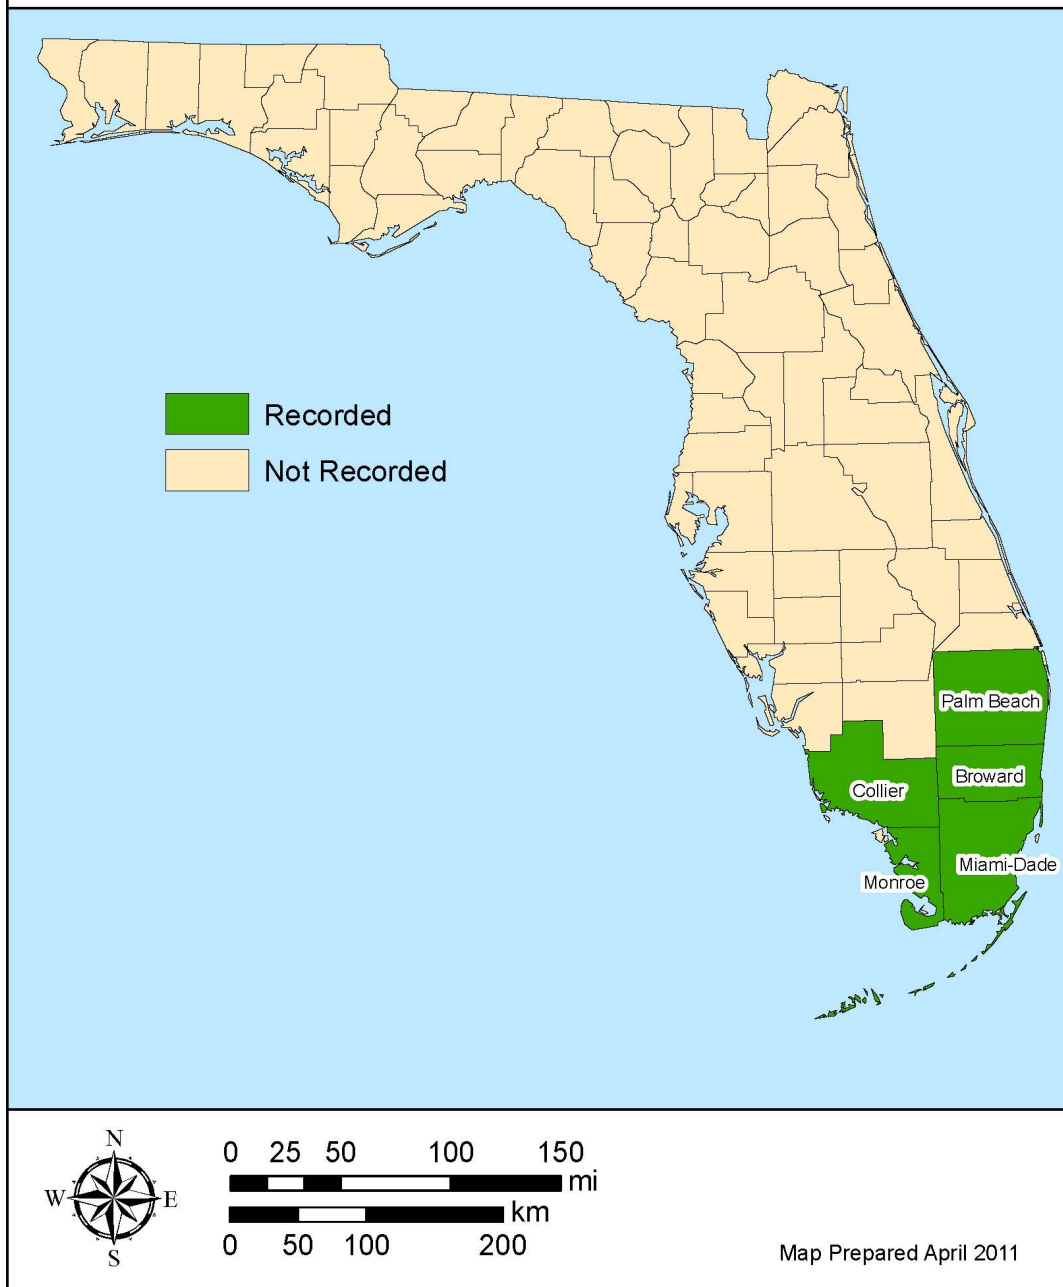 Recorded
Not Recorded
Palm Beach
Broward
Collier
Miami-Dade
Monroe
N
W E
S
0 25 50 100 150
mi
km
0 50 100 200
Map Prepared April 2011